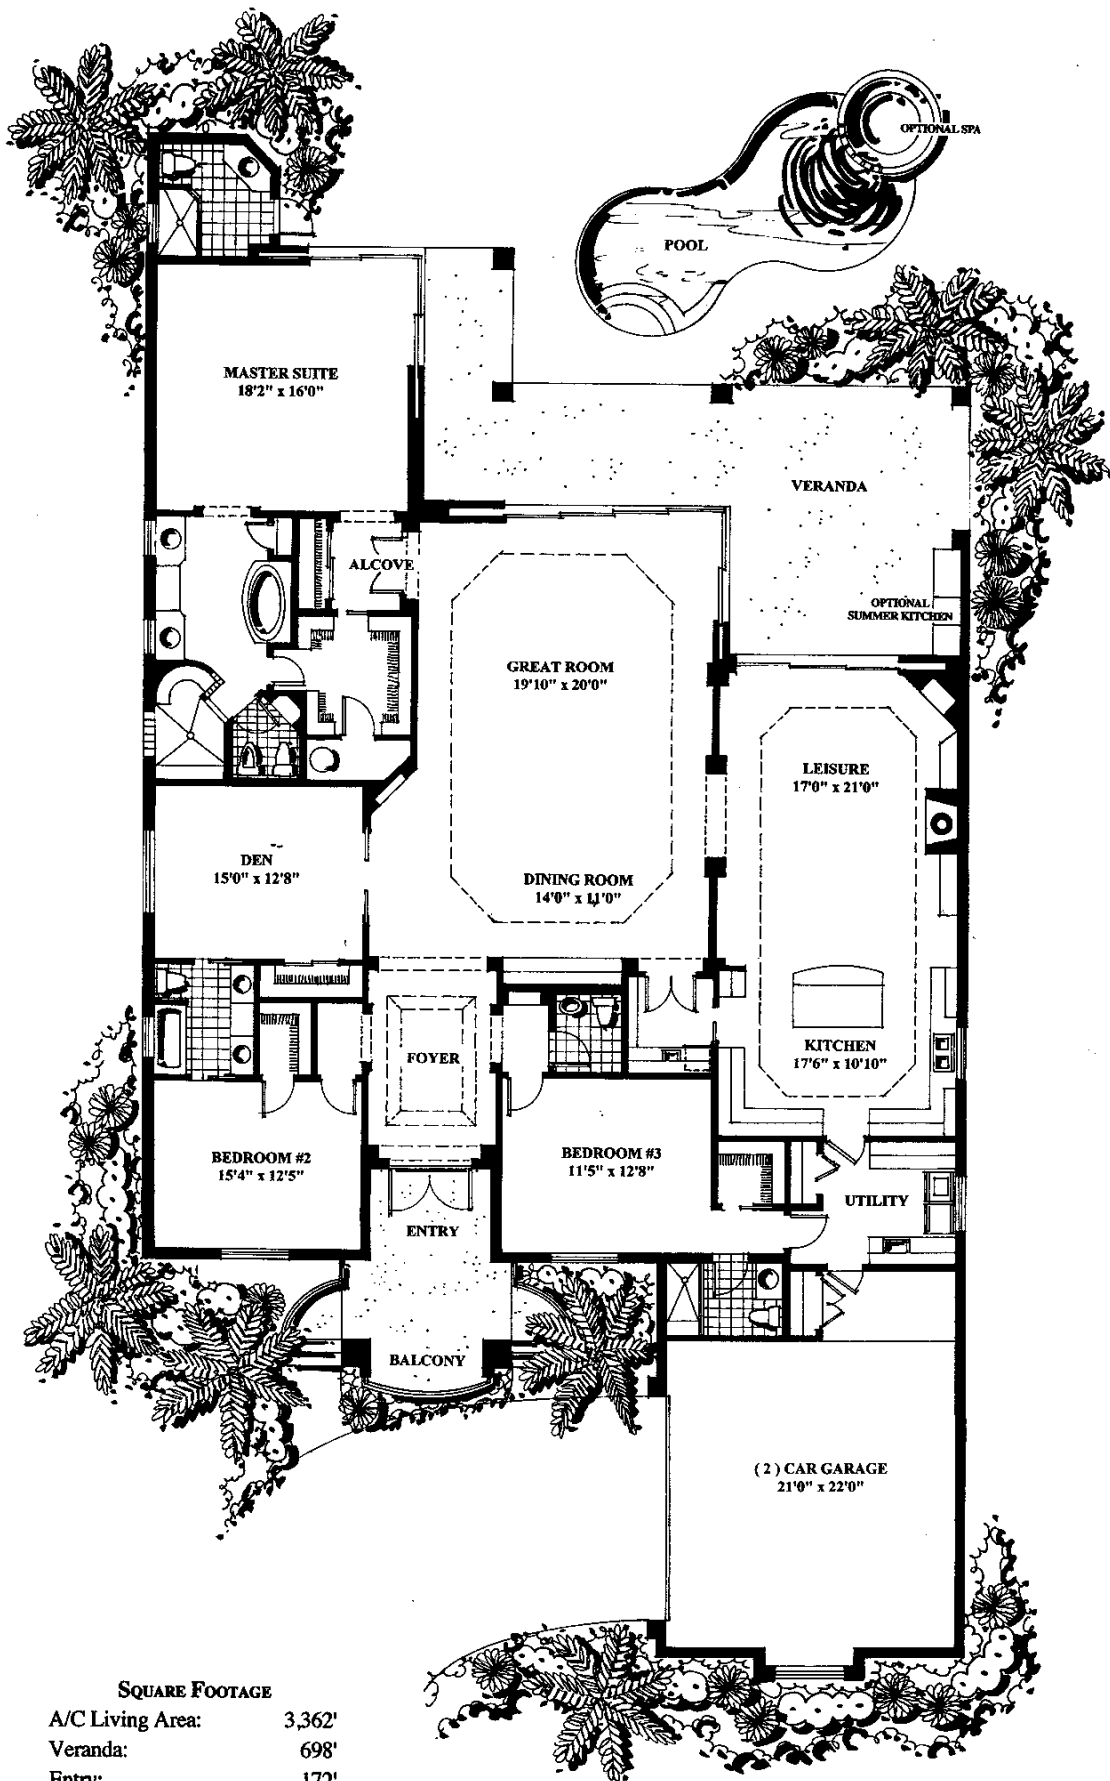 OPTIONAL SPA
POOL
MASTER SUITE
18'2" x 16'0"
VERANDA
ALCOVE
OPTIONAL
SUMMER KITCHEN
GREAT ROOM
19'10" x 20'0"
LEISURE
17'0" x 21'0"
DEN
15'0" x 12'8"
DINING ROOM
14'0" x 11'0"
FOYER
KITCHEN
17'6" x 10'10"
BEDROOM #2
15'4" x 12'5"
BEDROOM #3
11'5" x 12'8"
UTILITY
ENTRY
BALCONY
( 2 ) CAR GARAGE
21'0" x 22'0"
SQUARE FOOTAGE
A/C Living Area: 3,362'
Veranda: 698'
Entry: 172'